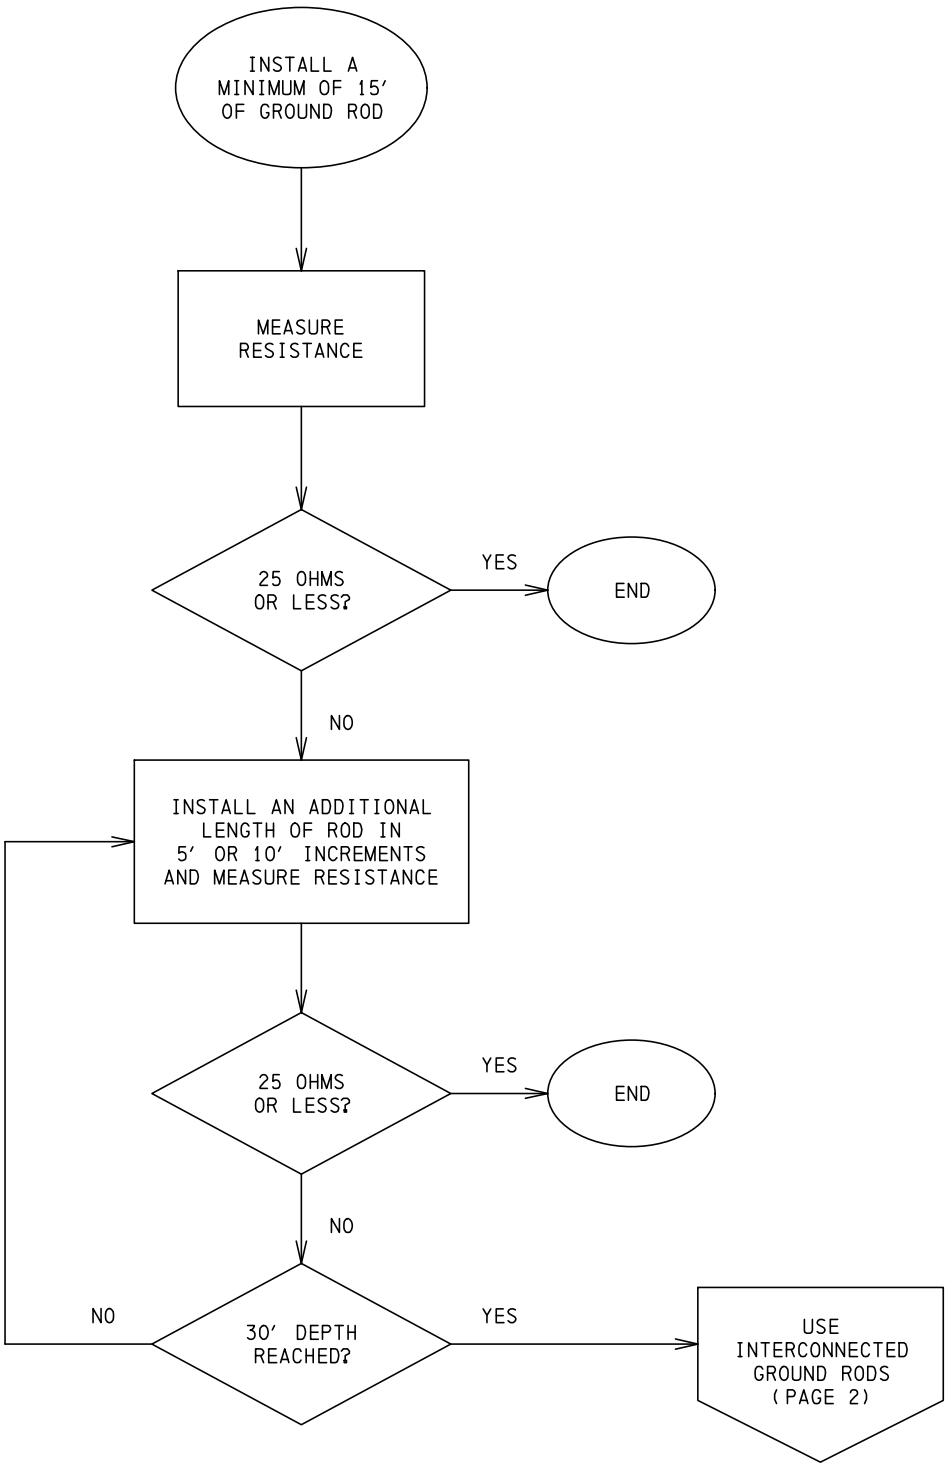 INSTALL A
MINIMUM OF 15'
OF GROUND ROD
MEASURE
RESISTANCE
25 OHMS
OR LESS?
YES
END
NO
INSTALL AN ADDITIONAL
LENGTH OF ROD IN
5' OR 10' INCREMENTS
AND MEASURE RESISTANCE
25 OHMS
OR LESS?
YES
END
NO
30' DEPTH
REACHED?
NO
YES
USE
INTERCONNECTED
GROUND RODS
(PAGE 2)